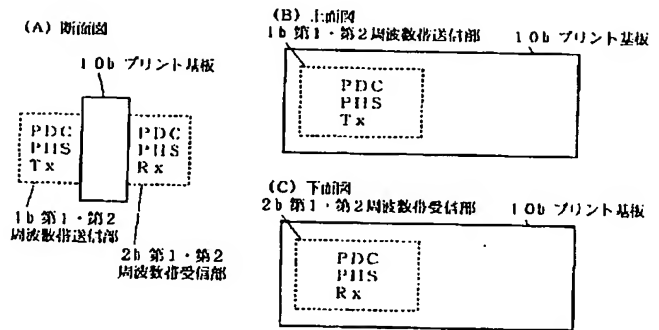 (A) 断面図
10b プリント基板
PDC
PHS
Tx
PDC
PHS
Rx
1b 第1・第2
周波数帯送信部
2b 第1・第2
周波数帯受信部
(B) 上面図
1b 第1・第2周波数帯送信部
10b プリント基板
PDC
PHS
Tx
(C) 下面図
2b 第1・第2周波数帯受信部
10b プリント基板
PDC
PHS
Rx